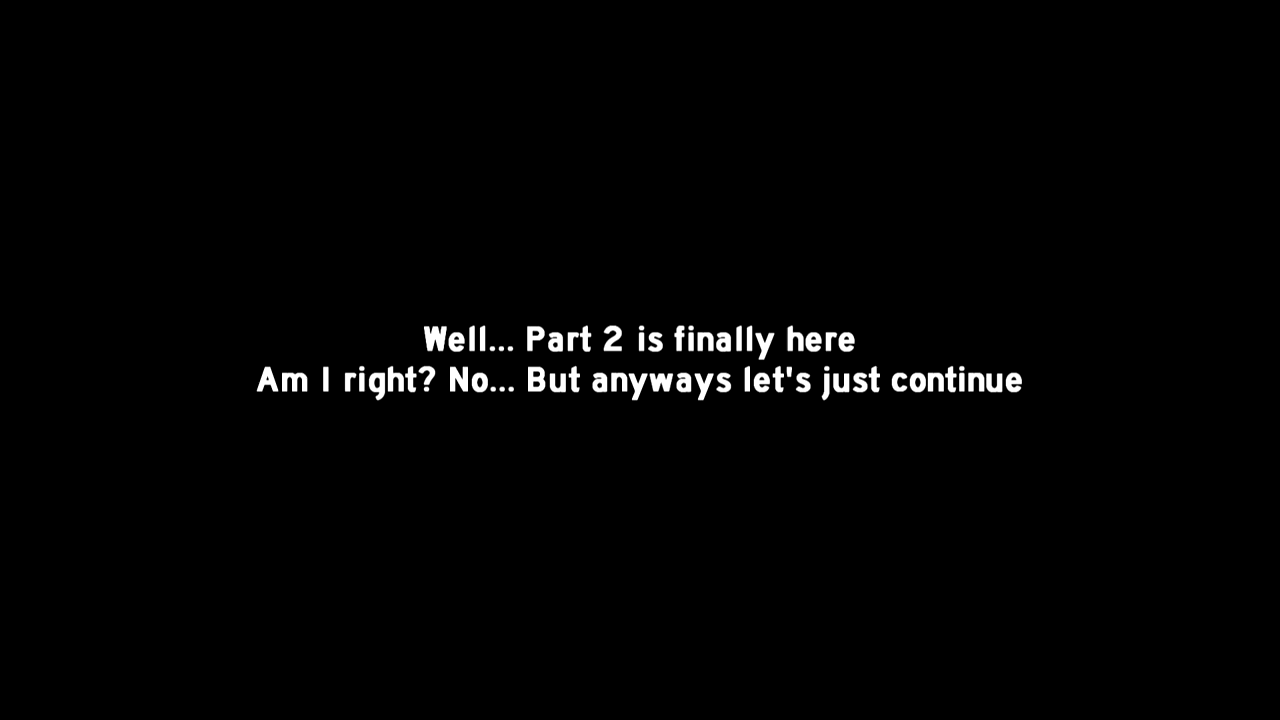 Well... Part 2 is finally here
Am I right? No... But anyways let's just continue